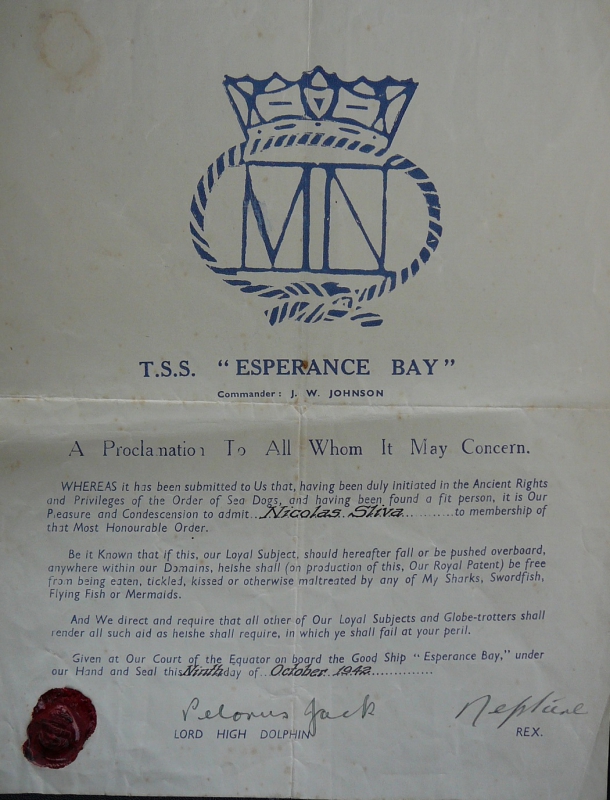 MN
T.S.S. "ESPERANCE BAY"
Commander: J. W. JOHNSON
A Proclamation To All Whom It May Concern.
WHEREAS it has been submitted to Us that, having been duly initiated in the Ancient Rights
and Privileges of the Order of Sea Dogs, and having been found a fit person, it is Our
Pleasure and Condescension to admit...Nicolas Sliva............to membership of
that Most Honourable Order.
Be it Known that if this, our Loyal Subject, should hereafter fall or be pushed overboard,
anywhere within our Domains, he/she shall (on production of this, Our Royal Patent) be free
from being eaten, tickled, kissed or otherwise maltreated by any of My Sharks, Swordfish,
Flying Fish or Mermaids.
And We direct and require that all other of Our Loyal Subjects and Globe-trotters shall
render all such aid as he/she shall require, in which ye shall fail at your peril.
Given at Our Court of the Equator on board the Good Ship "Esperance Bay," under
our Hand and Seal this Ninth day of...October 1942...............
Pelorus Jack Neptune
LORD HIGH DOLPHIN REX.